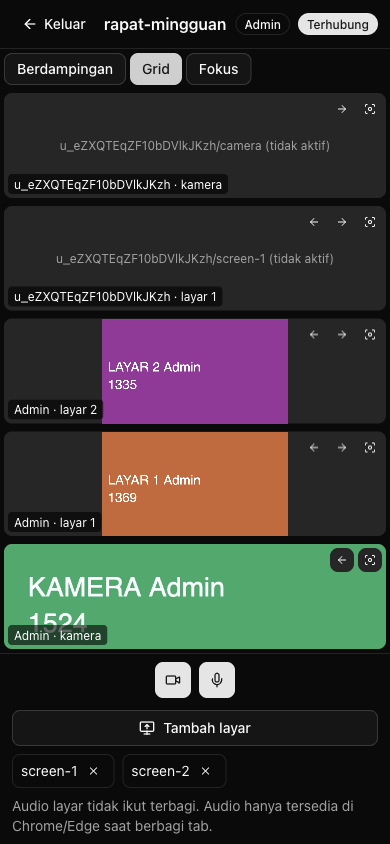 Keluar
rapat-mingguan
Admin
Terhubung
Berdampingan
Grid
Fokus
u_eZXQTEqZF10bDVlkJKzh/camera (tidak aktif)
u_eZXQTEqZF10bDVlkJKzh · kamera
u_eZXQTEqZF10bDVlkJKzh/screen-1 (tidak aktif)
u_eZXQTEqZF10bDVlkJKzh · layar 1
LAYAR 2 Admin
1335
Admin · layar 2
LAYAR 1 Admin
1369
Admin · layar 1
KAMERA Admin
1524
Admin · kamera
Tambah layar
screen-1
screen-2
Audio layar tidak ikut terbagi. Audio hanya tersedia di
Chrome/Edge saat berbagi tab.